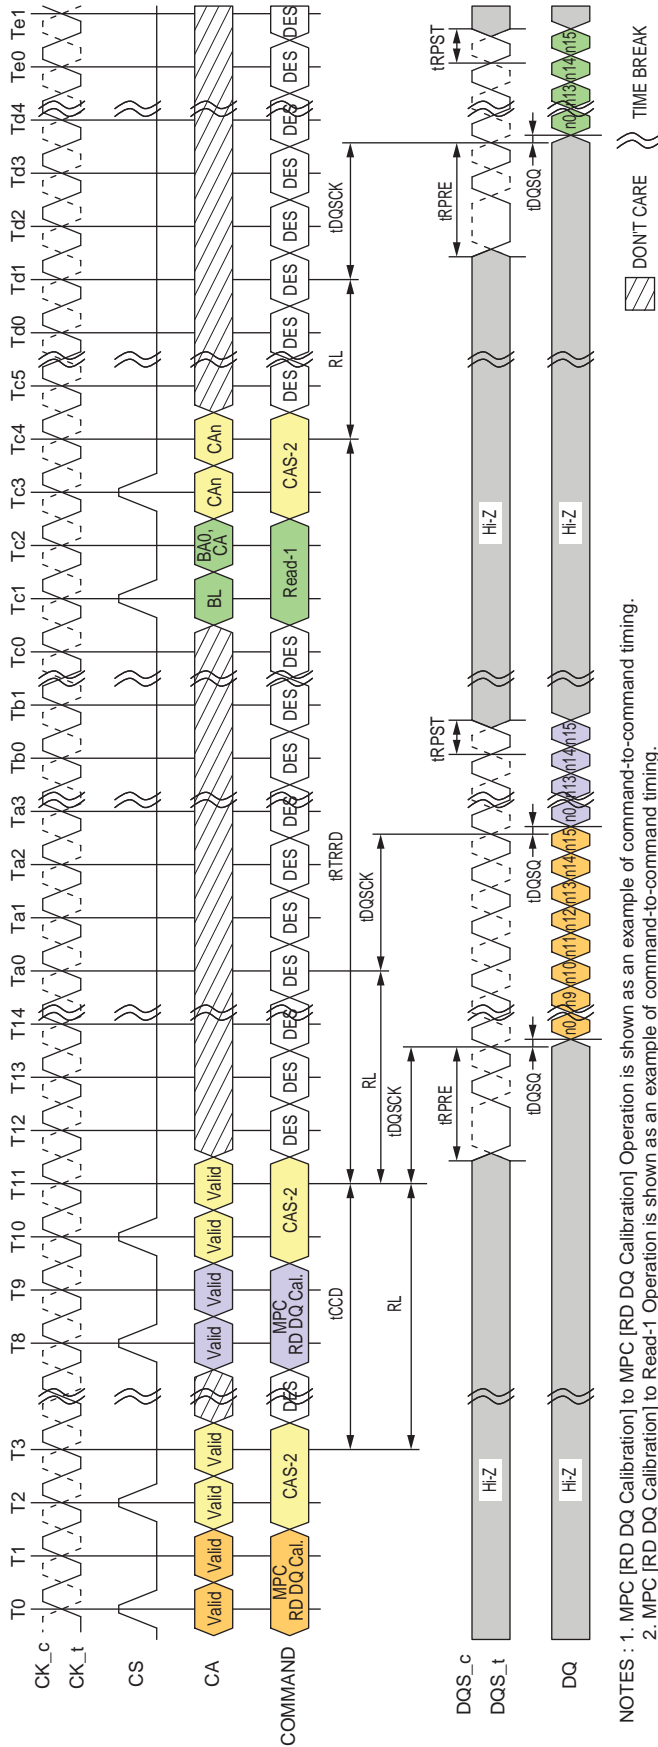 T0 T1 T2 T3 T8 T9 T10 T11 T12 T13 T14 Ta0 Ta1 Ta2 Ta3 Tb0 Tb1 Tc0 Tc1 Tc2 Tc3 Tc4 Tc5 Td0 Td1 Td2 Td3 Td4 Te0 Te1
CK_c
CK_t
CS
CA Valid Valid Valid Valid Valid Valid Valid Valid BL BA0, CA CAn CAn
COMMAND MPC RD DQ Cal. CAS-2 DES MPC RD DQ Cal. CAS-2 DES DES DES DES DES DES DES DES DES DES Read-1 CAS-2 DES DES DES DES DES DES DES DES
tCCD tRTRRD RL tDQSCK
RL tDQSCK
RL tDQSCK
tRPRE tRPST tRPRE tRPST
DQS_c
DQS_t
Hi-Z Hi-Z
tDQSQ tDQSQ tDQSQ
DQ Hi-Z n0 n9 n10 n11 n12 n13 n14 n15 n0 n13 n14 n15 Hi-Z n0 n13 n14 n15
DON'T CARE TIME BREAK
NOTES : 1. MPC [RD DQ Calibration] to MPC [RD DQ Calibration] Operation is shown as an example of command-to-command timing.
2. MPC [RD DQ Calibration] to Read-1 Operation is shown as an example of command-to-command timing.